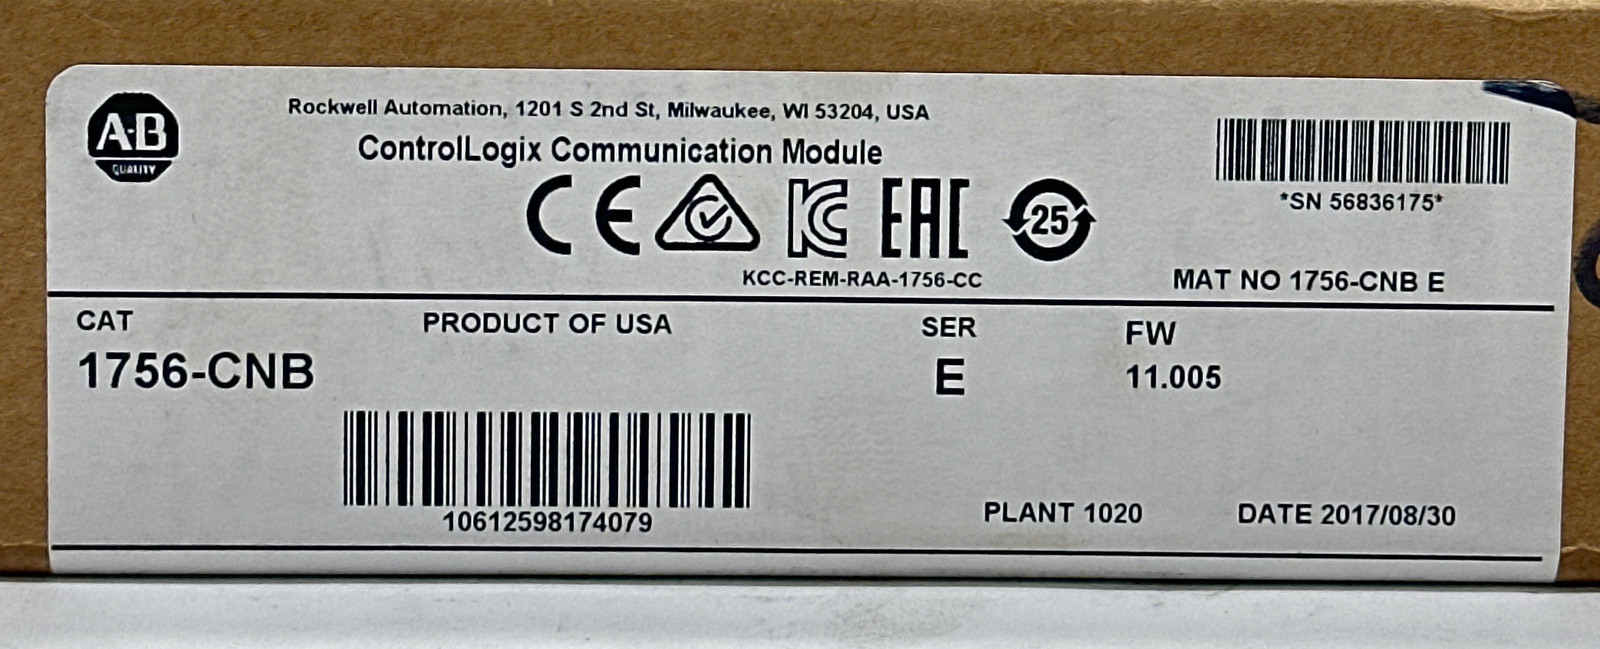 A-B
QUALITY
Rockwell Automation, 1201 S 2nd St, Milwaukee, WI 53204, USA
ControlLogix Communication Module
CE KC EAC 25
KCC-REM-RAA-1756-CC
*SN 56836175*
MAT NO 1756-CNB E
CAT
1756-CNB
PRODUCT OF USA
SER
E
FW
11.005
10612598174079
PLANT 1020
DATE 2017/08/30